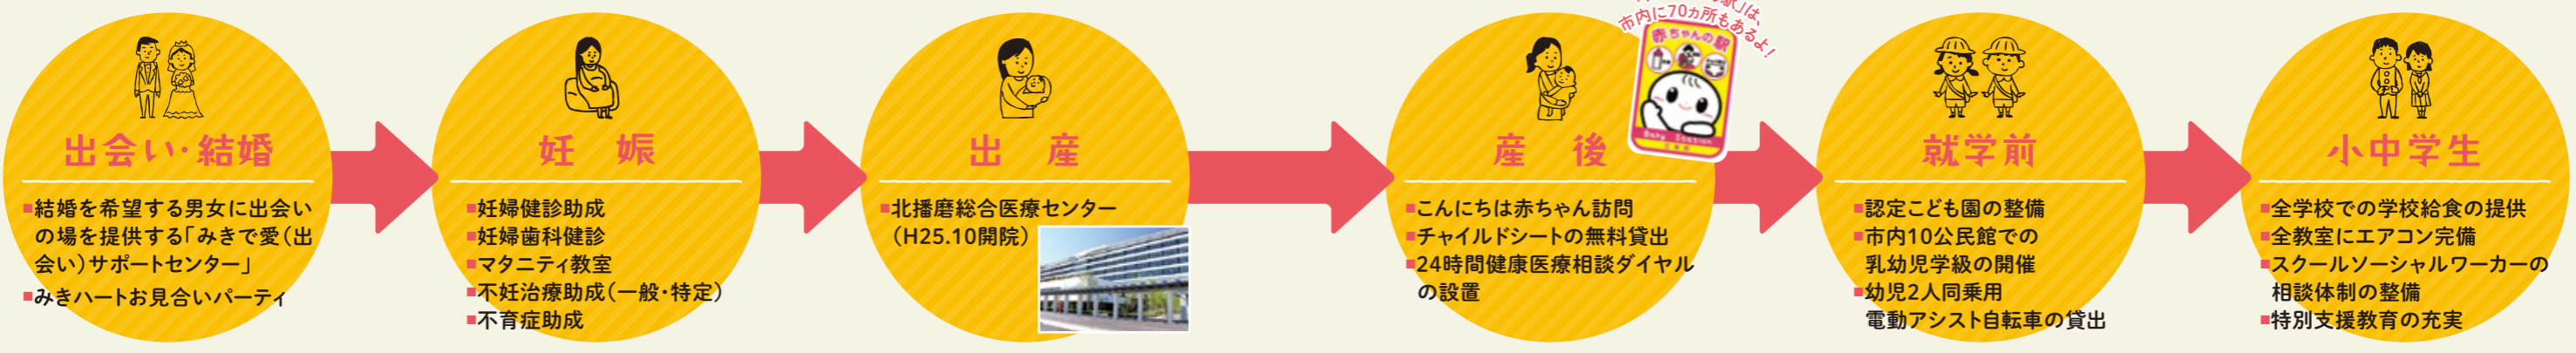 出会い・結婚
■結婚を希望する男女に出会い
の場を提供する「みきで愛（出
会い）サポートセンター」
■みきハートお見合いパーティ
妊 娠
■妊婦健診助成
■妊婦歯科健診
■マタニティ教室
■不妊治療助成（一般・特定）
■不育症助成
出 産
■北播磨総合医療センター
（H25.10開院）
駅」は、
市内に70ヵ所もあるよ！
赤ちゃんの駅
Baby Station
産 後
■こんにちは赤ちゃん訪問
■チャイルドシートの無料貸出
■24時間健康医療相談ダイヤル
の設置
就学前
■認定こども園の整備
■市内10公民館での
乳幼児学級の開催
■幼児2人同乗用
電動アシスト自転車の貸出
小中学生
■全学校での学校給食の提供
■全教室にエアコン完備
■スクールソーシャルワーカーの
相談体制の整備
■特別支援教育の充実